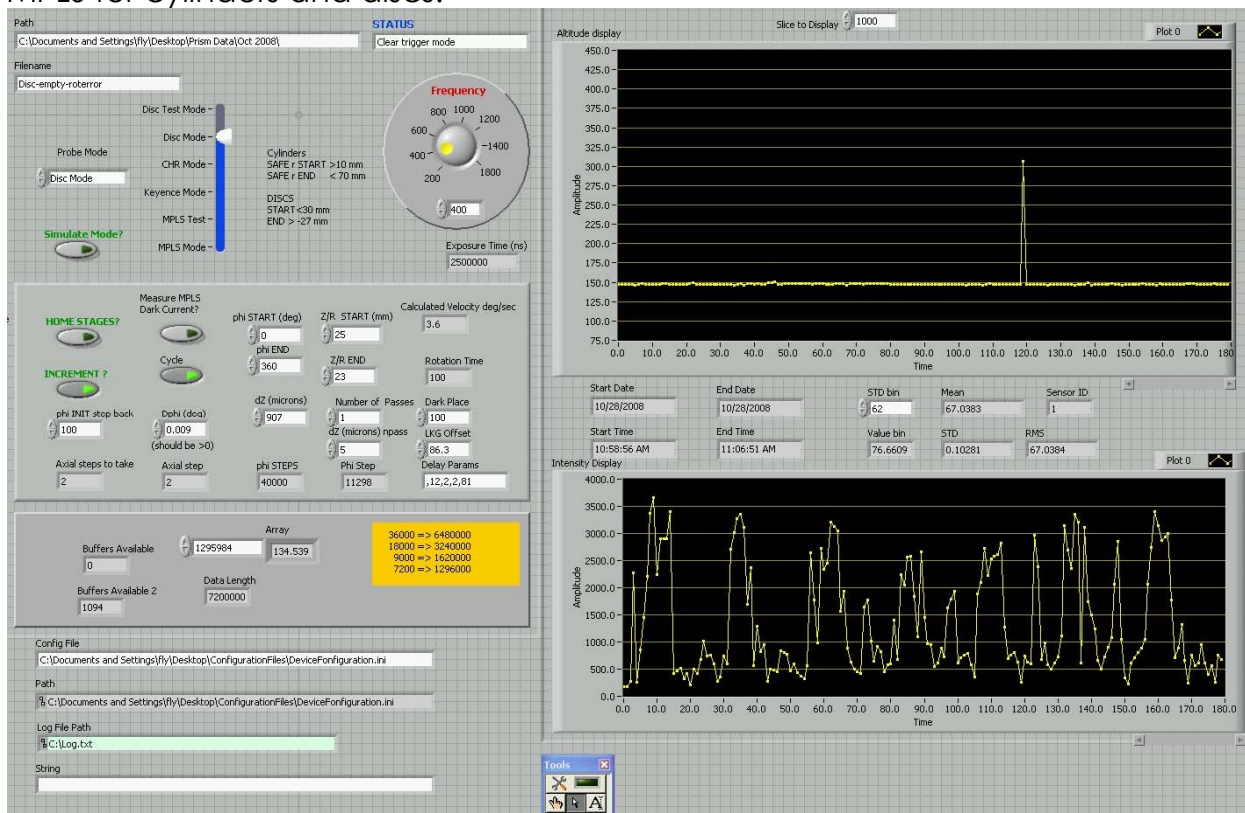 MPLS for Cylinders and discs.
Path
C:\Documents and Settings\fly\Desktop\Prism Data\Oct 2008\
STATUS
Clear trigger mode
Filename
Disc-empty-roterror
Disc Test Mode
Disc Mode
CHR Mode
Keyence Mode
MPLS Test
MPLS Mode
Probe Mode
Disc Mode
Simulate Mode?
Cylinders
SAFE r START >10 mm
SAFE r END < 70 mm
DISCS
START<30 mm
END > -27 mm
Frequency
200 400 600 800 1000 1200 1400 1800
400
Exposure Time (ns)
2500000
HOME STAGES?
Measure MPLS
Dark Current?
phi START (deg)
0
Z/R START (mm)
25
Calculated Velocity deg/sec
3.6
INCREMENT ?
Cycle
phi END
360
Z/R END
23
Rotation Time
100
phi INIT stop back
100
Dphi (deg)
0.009
(should be >0)
dZ (microns)
907
Number of Passes
1
dZ (microns) npass
5
Dark Place
100
LKG Offset
86.3
Axial steps to take
2
Axial step
2
phi STEPS
40000
Phi Step
11298
Delay Params
,12,2,2,81
Buffers Available
0
1295984
Array
134.539
Buffers Available 2
1094
Data Length
7200000
36000 => 6480000
18000 => 3240000
9000 => 1620000
7200 => 1296000
Config File
C:\Documents and Settings\fly\Desktop\ConfigurationFiles\DeviceFonfiguration.ini
Path
C:\Documents and Settings\fly\Desktop\ConfigurationFiles\DeviceFonfiguration.ini
Log File Path
C:\Log.txt
String
Slice to Display
1000
Altitude display
Plot 0
Amplitude
450.0
425.0
400.0
375.0
350.0
325.0
300.0
275.0
250.0
225.0
200.0
175.0
150.0
125.0
100.0
75.0
0.0 10.0 20.0 30.0 40.0 50.0 60.0 70.0 80.0 90.0 100.0 110.0 120.0 130.0 140.0 150.0 160.0 170.0 180
Time
Start Date
10/28/2008
End Date
10/28/2008
STD bin
62
Mean
67.0383
Sensor ID
1
Start Time
10:58:56 AM
End Time
11:06:51 AM
Value bin
76.6609
STD
0.10281
RMS
67.0384
Intensity Display
Plot 0
Amplitude
4000.0
3500.0
3000.0
2500.0
2000.0
1500.0
1000.0
500.0
0.0
0.0 10.0 20.0 30.0 40.0 50.0 60.0 70.0 80.0 90.0 100.0 110.0 120.0 130.0 140.0 150.0 160.0 170.0 180.0
Time
Tools
A